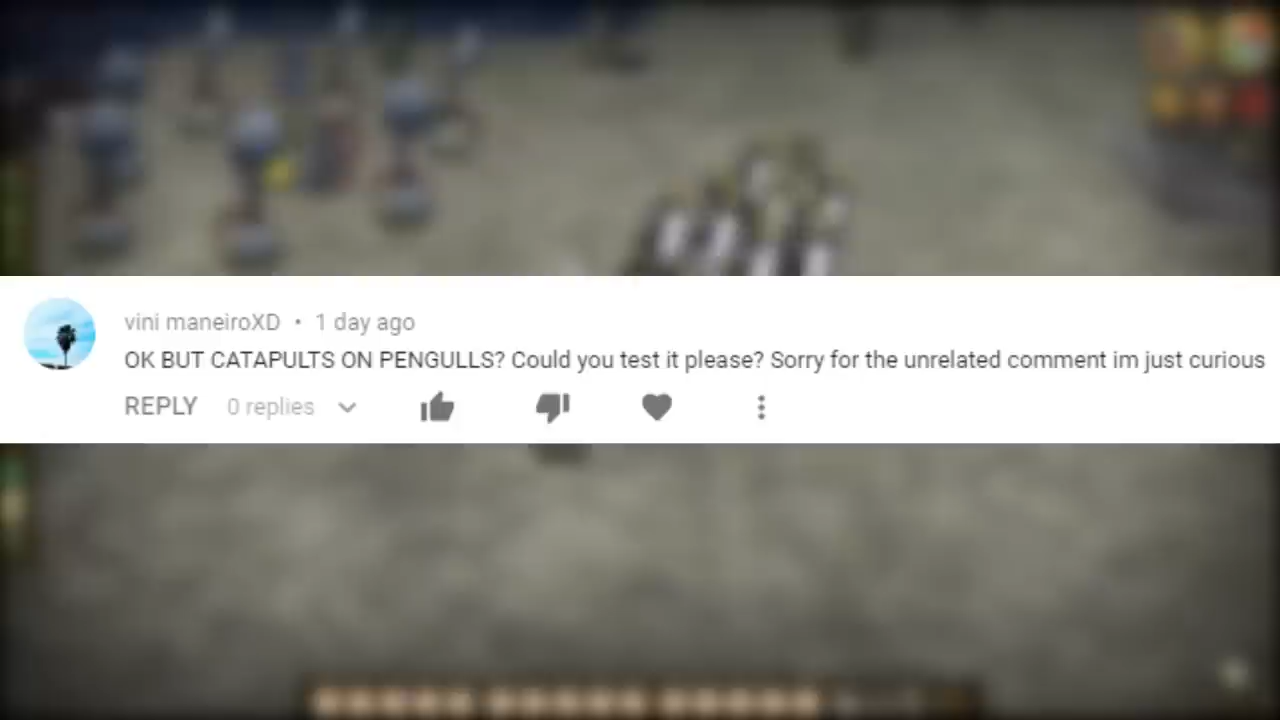 vini maneiroXD • 1 day ago
OK BUT CATAPULTS ON PENGULLS? Could you test it please? Sorry for the unrelated comment im just curious
REPLY 0 replies